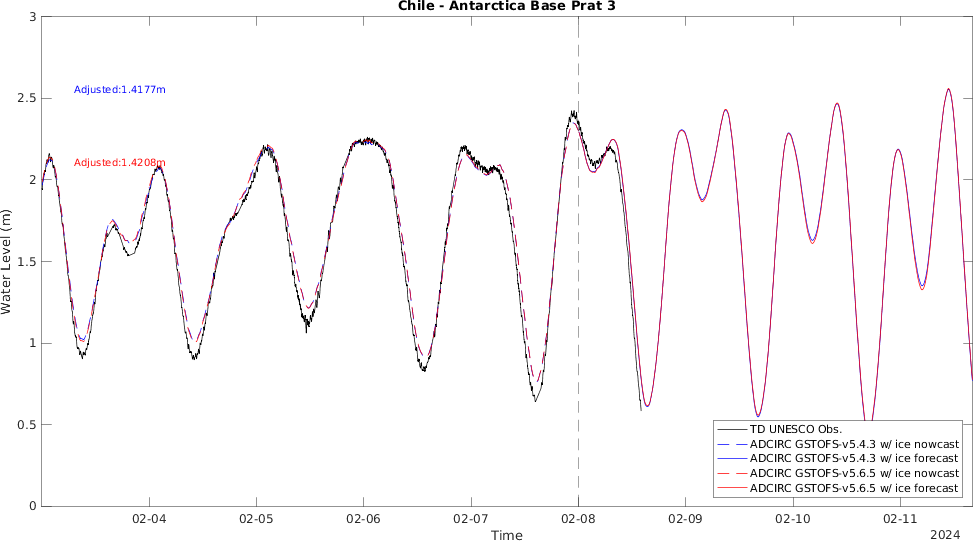 Chile - Antarctica Base Prat 3
3
2.5
2
1.5
1
0.5
0
Water Level (m)
Adjusted:1.4177m
Adjusted:1.4208m
TD UNESCO Obs.
ADCIRC GSTOFS-v5.4.3 w/ ice nowcast
ADCIRC GSTOFS-v5.4.3 w/ ice forecast
ADCIRC GSTOFS-v5.6.5 w/ ice nowcast
ADCIRC GSTOFS-v5.6.5 w/ ice forecast
02-04 02-05 02-06 02-07 02-08 02-09 02-10 02-11
Time
2024